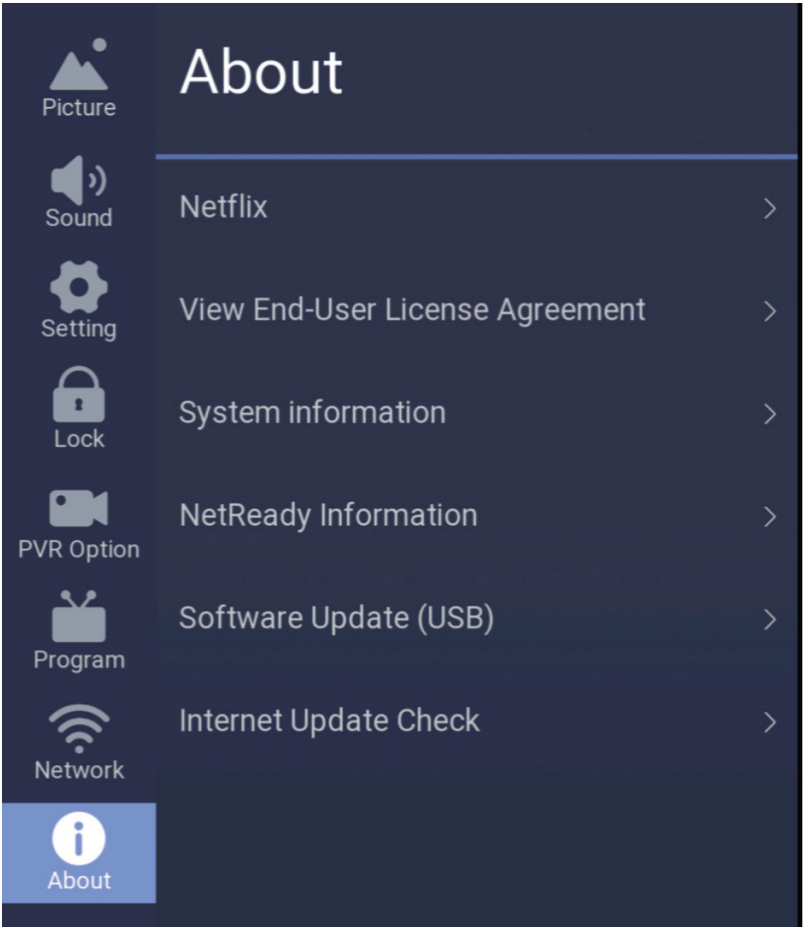 Picture
Sound
Setting
Lock
PVR Option
Program
Network
About
About
Netflix
View End-User License Agreement
System information
NetReady Information
Software Update (USB)
Internet Update Check